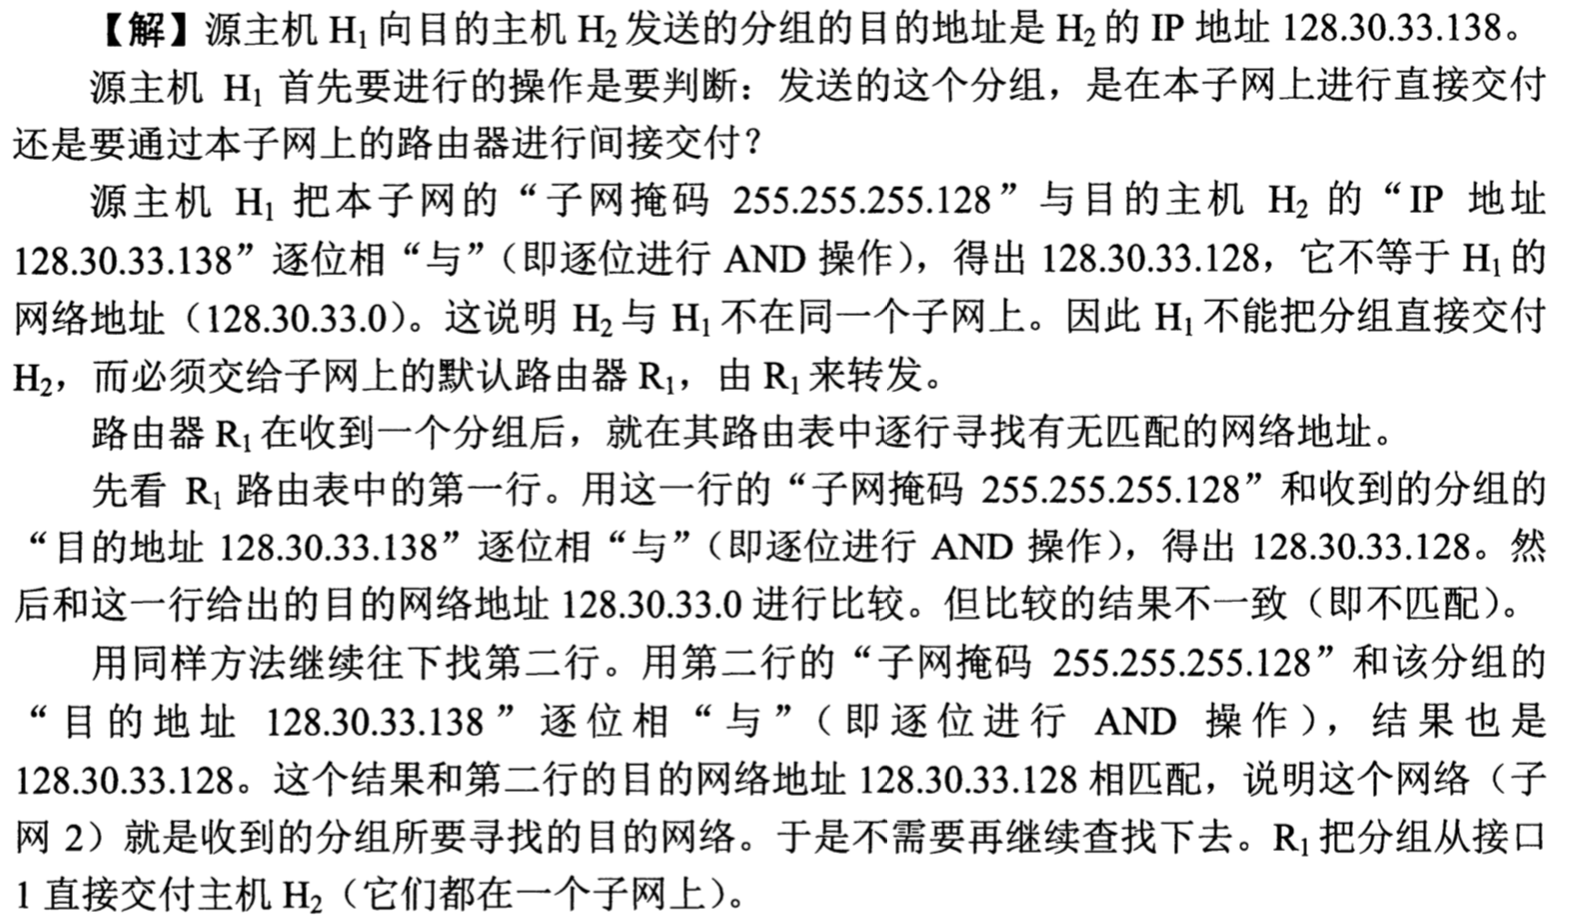 【解】源主机 H₁ 向目的主机 H₂ 发送的分组的目的地址是 H₂ 的 IP 地址 128.30.33.138。
源主机 H₁ 首先要进行的操作是要判断：发送的这个分组，是在本子网上进行直接交付
还是要通过本子网上的路由器进行间接交付？
源主机 H₁ 把本子网的“子网掩码 255.255.255.128”与目的主机 H₂ 的“IP 地址
128.30.33.138”逐位相“与”（即逐位进行 AND 操作），得出 128.30.33.128，它不等于 H₁ 的
网络地址（128.30.33.0）。这说明 H₂ 与 H₁ 不在同一个子网上。因此 H₁ 不能把分组直接交付
H₂，而必须交给子网上的默认路由器 R₁，由 R₁ 来转发。
路由器 R₁ 在收到一个分组后，就在其路由表中逐行寻找有无匹配的网络地址。
先看 R₁ 路由表中的第一行。用这一行的“子网掩码 255.255.255.128”和收到的分组的
“目的地址 128.30.33.138”逐位相“与”（即逐位进行 AND 操作），得出 128.30.33.128。然
后和这一行给出的目的网络地址 128.30.33.0 进行比较。但比较的结果不一致（即不匹配）。
用同样方法继续往下找第二行。用第二行的“子网掩码 255.255.255.128”和该分组的
“目的地址 128.30.33.138”逐位相“与”（即逐位进行 AND 操作），结果也是
128.30.33.128。这个结果和第二行的目的网络地址 128.30.33.128 相匹配，说明这个网络（子
网 2）就是收到的分组所要寻找的目的网络。于是不需要再继续查找下去。R₁ 把分组从接口
1 直接交付主机 H₂（它们都在一个子网上）。